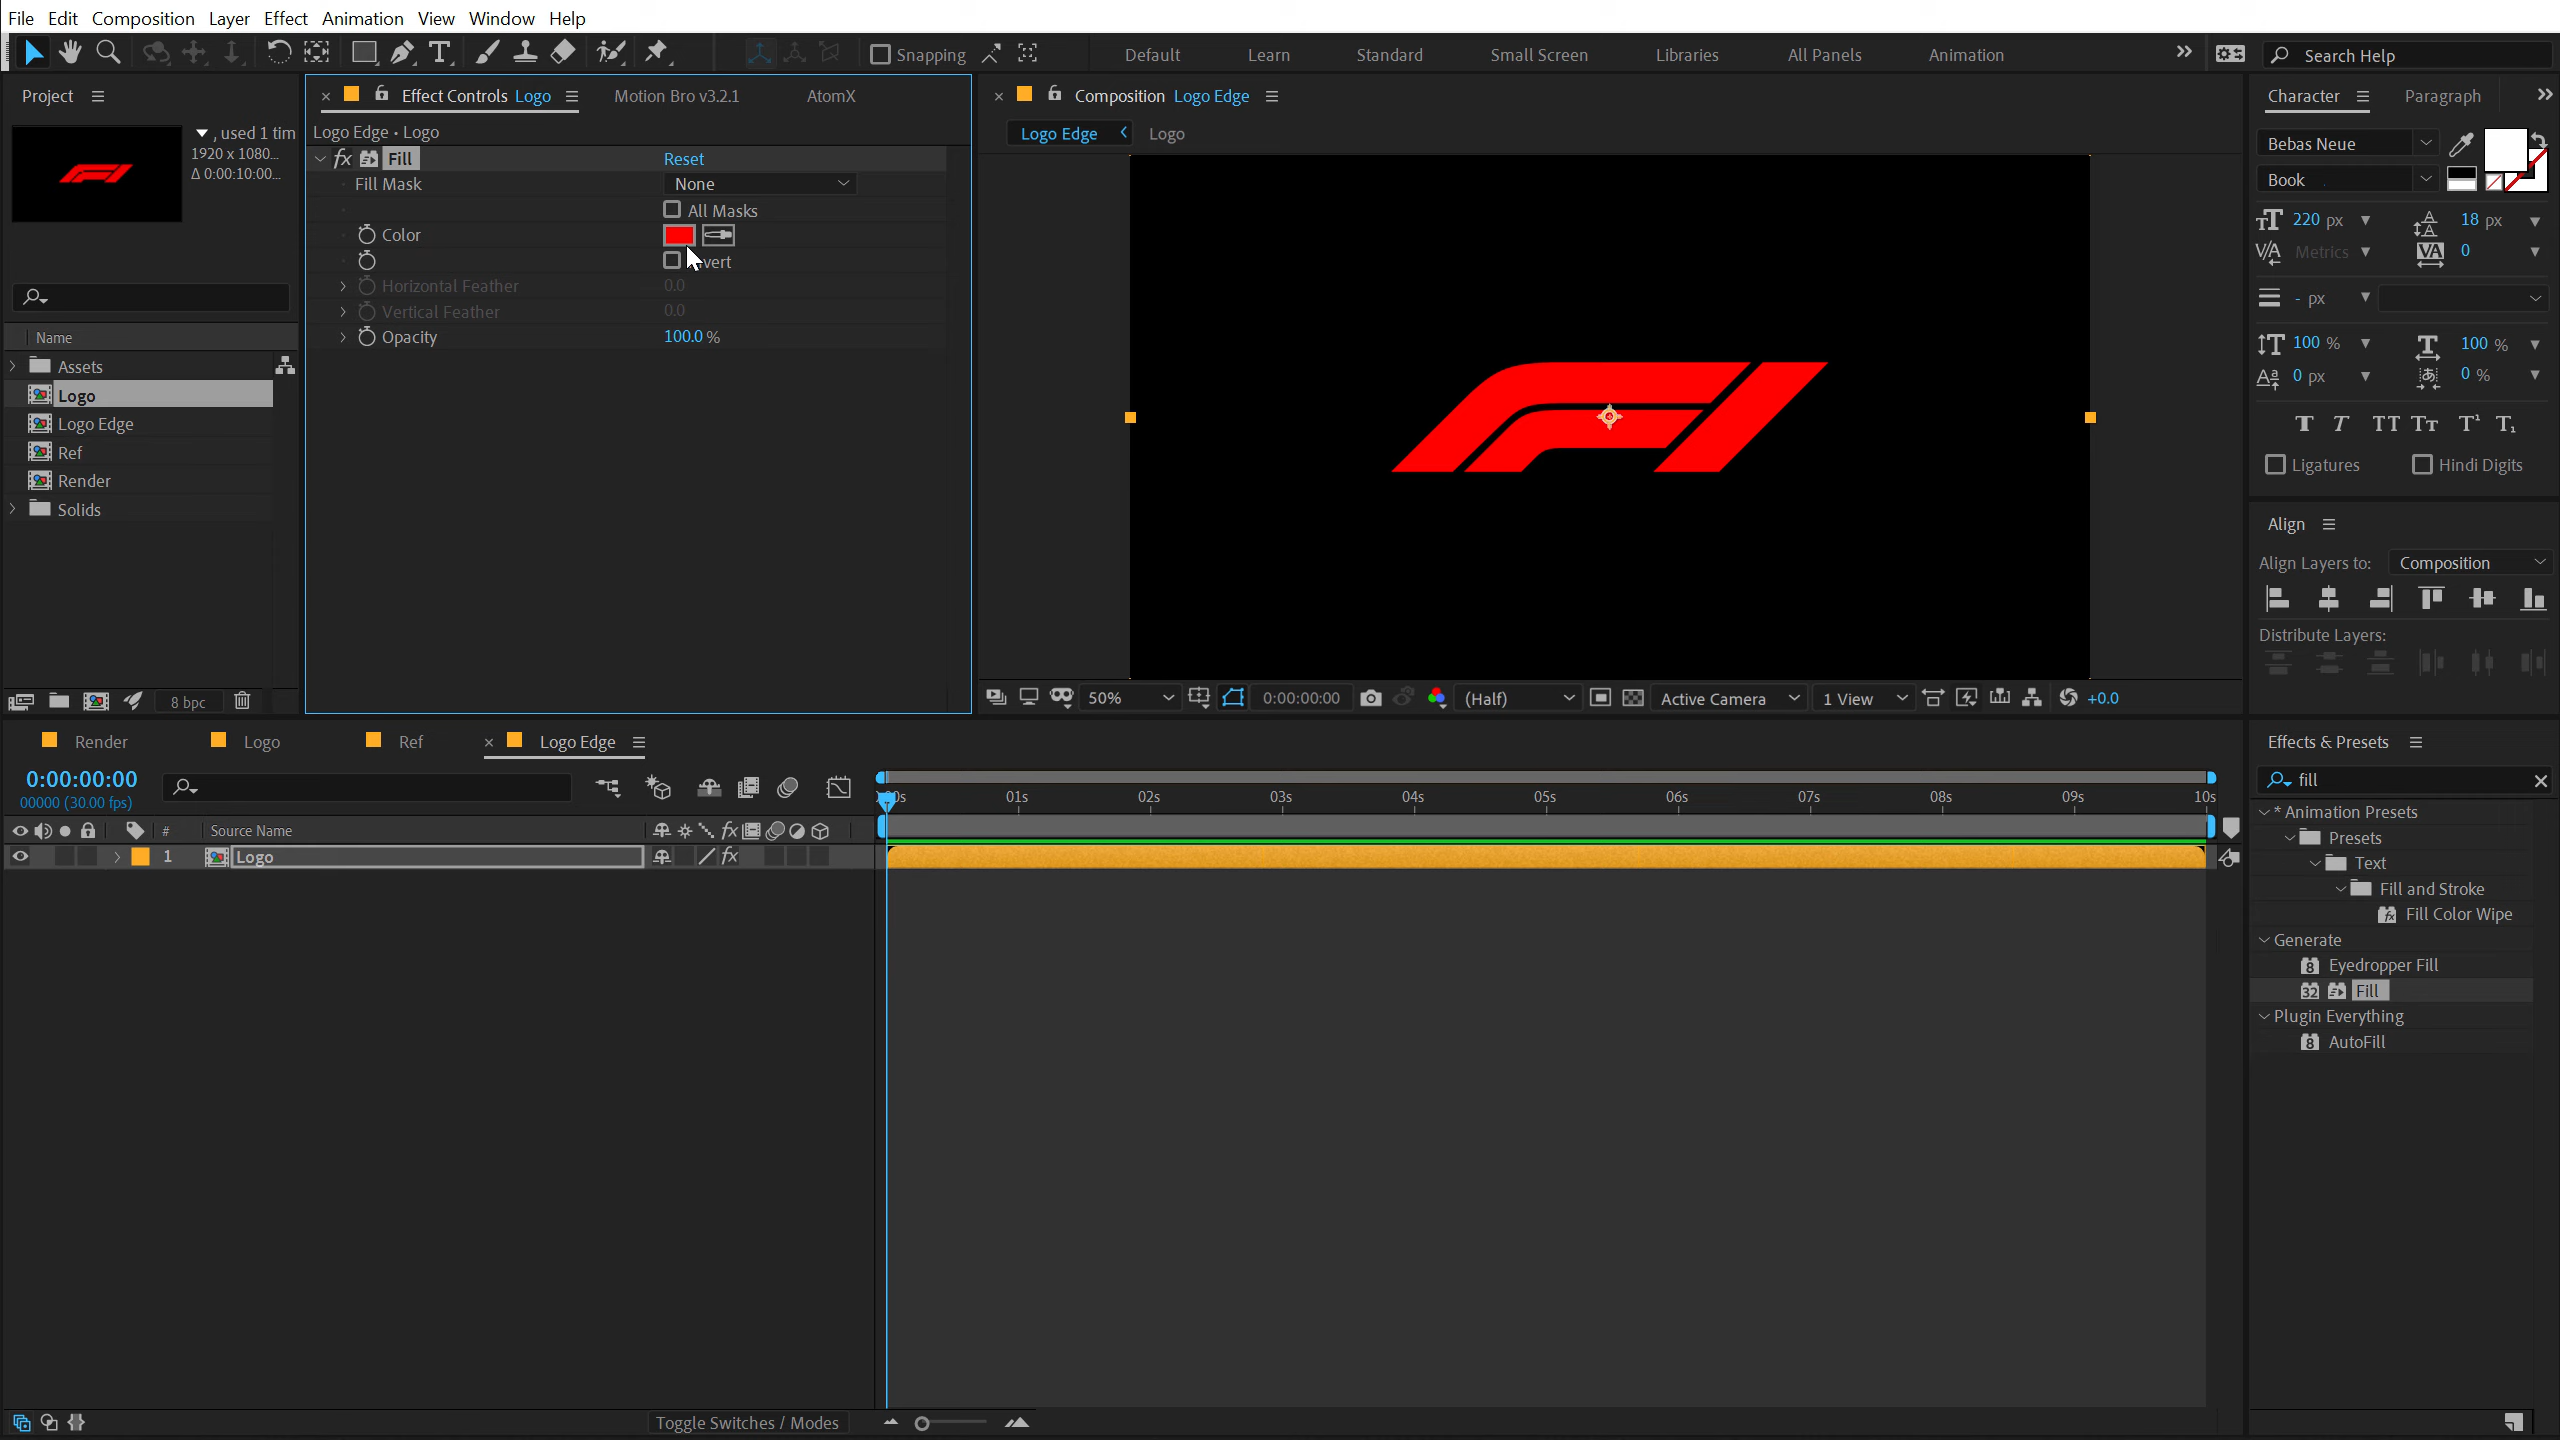 File Edit Composition Layer Effect Animation View Window Help
Snapping Default Learn Standard Small Screen Libraries All Panels Animation Search Help
Project
, used 1 tim
1920 x 1080...
Δ 0:00:10:00...
Name
Assets
Logo
Logo Edge
Ref
Render
Solids
8 bpc
Effect Controls Logo Motion Bro v3.2.1 AtomX
Logo Edge • Logo
fx Fill Reset
Fill Mask None
All Masks
Color
Horizontal Feather 0.0
Vertical Feather 0.0
Opacity 100.0 %
Composition Logo Edge
Logo Edge Logo
50% 0:00:00:00 (Half) Active Camera 1 View +0.0
Character Paragraph
Bebas Neue
Book
220 px 18 px
Metrics 0
- px
100 % 100 %
0 px 0 %
Ligatures Hindi Digits
Align
Align Layers to: Composition
Distribute Layers:
Render Logo Ref Logo Edge
0:00:00:00
00000 (30.00 fps)
01s 02s 03s 04s 05s 06s 07s 08s 09s 10s
# Source Name fx
1 Logo fx
Toggle Switches / Modes
Effects & Presets
fill
* Animation Presets
Presets
Text
Fill and Stroke
Fill Color Wipe
Generate
Eyedropper Fill
Fill
Plugin Everything
AutoFill